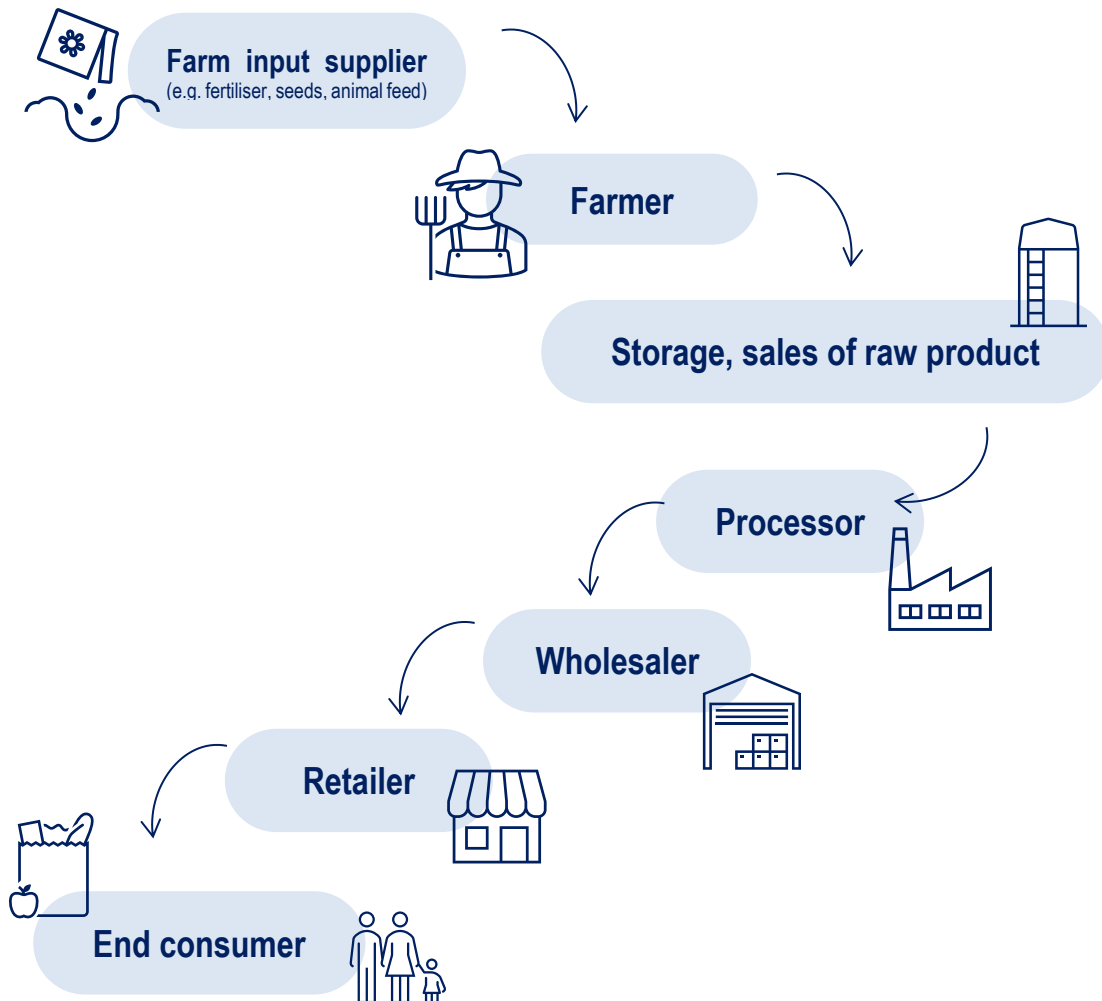 Farm input supplier
(e.g. fertiliser, seeds, animal feed)
Farmer
Storage, sales of raw product
Processor
Wholesaler
Retailer
End consumer